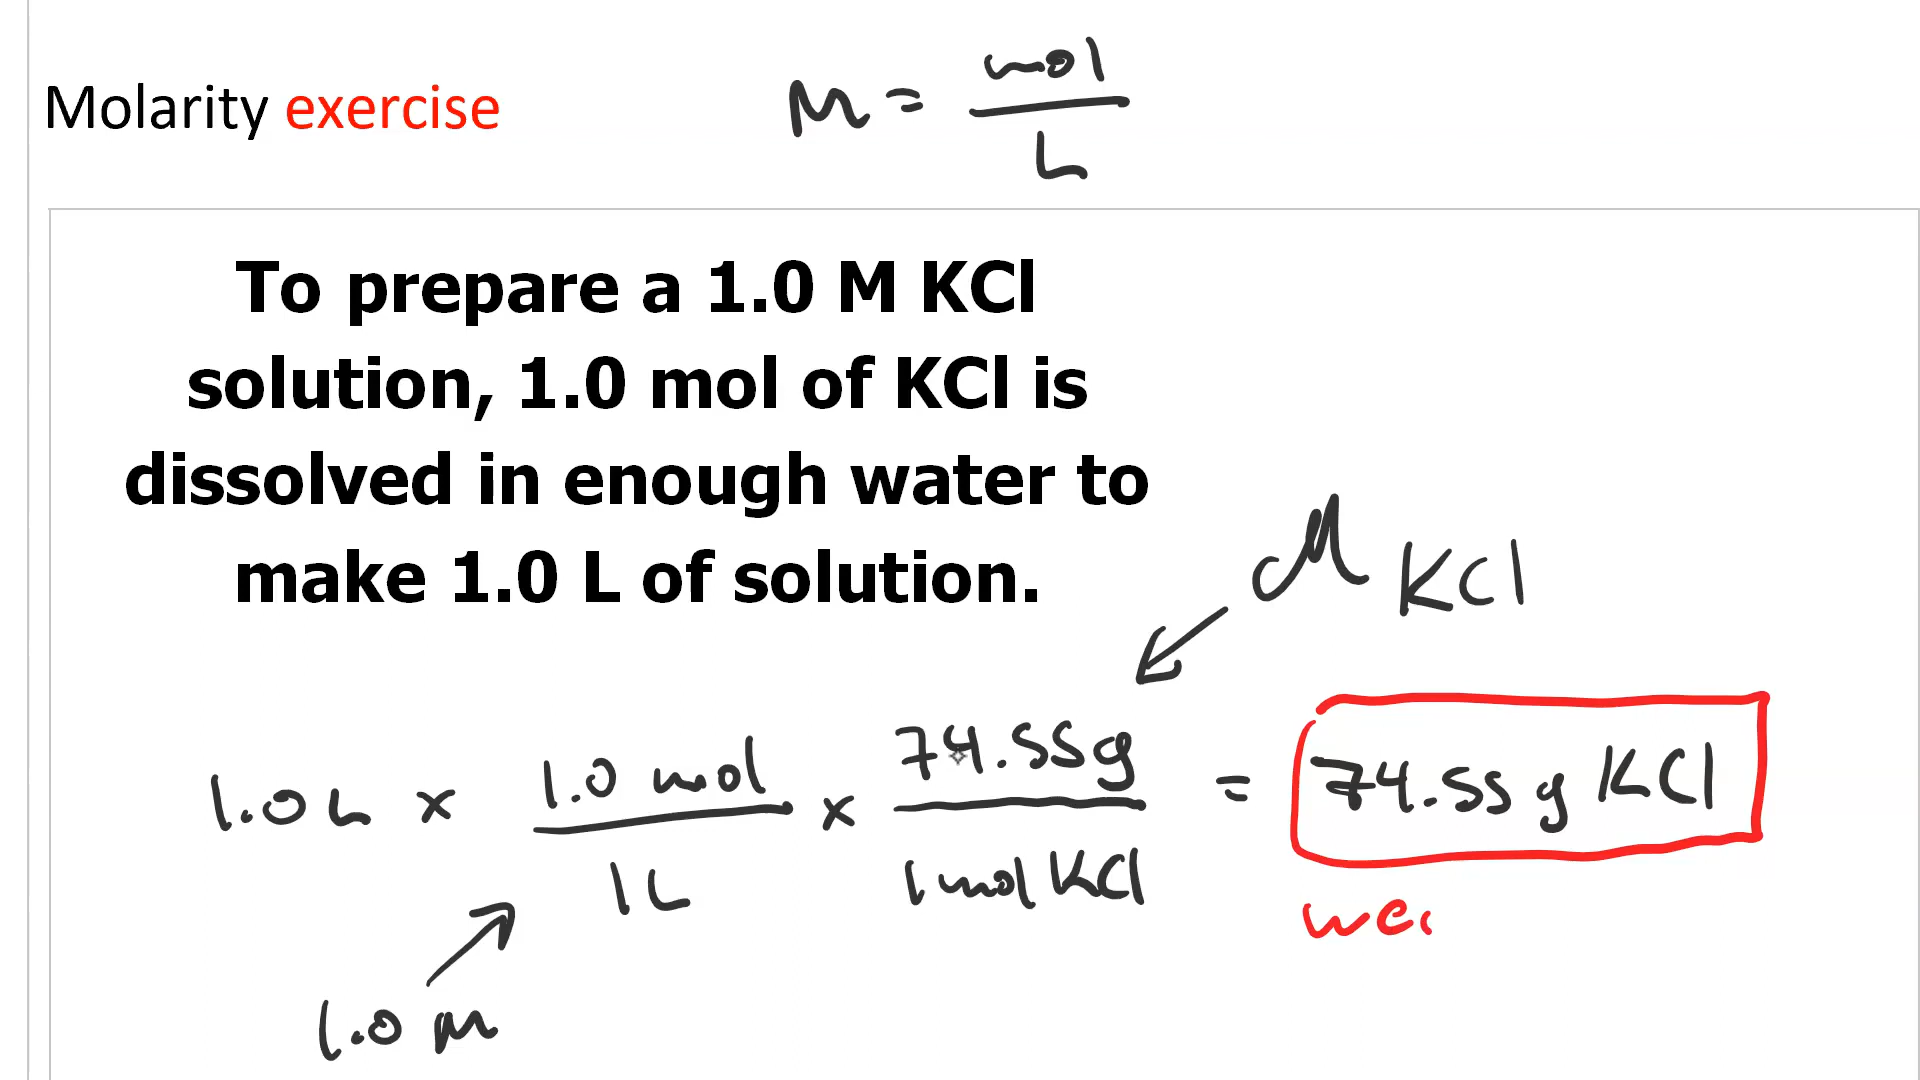 Molarity exercise
M = mol / L
To prepare a 1.0 M KCl
solution, 1.0 mol of KCl is
dissolved in enough water to
make 1.0 L of solution.
M KCl
1.0 L x 1.0 mol / 1 L x 74.55 g / 1 mol KCl = 74.55 g KCl
1.0 M